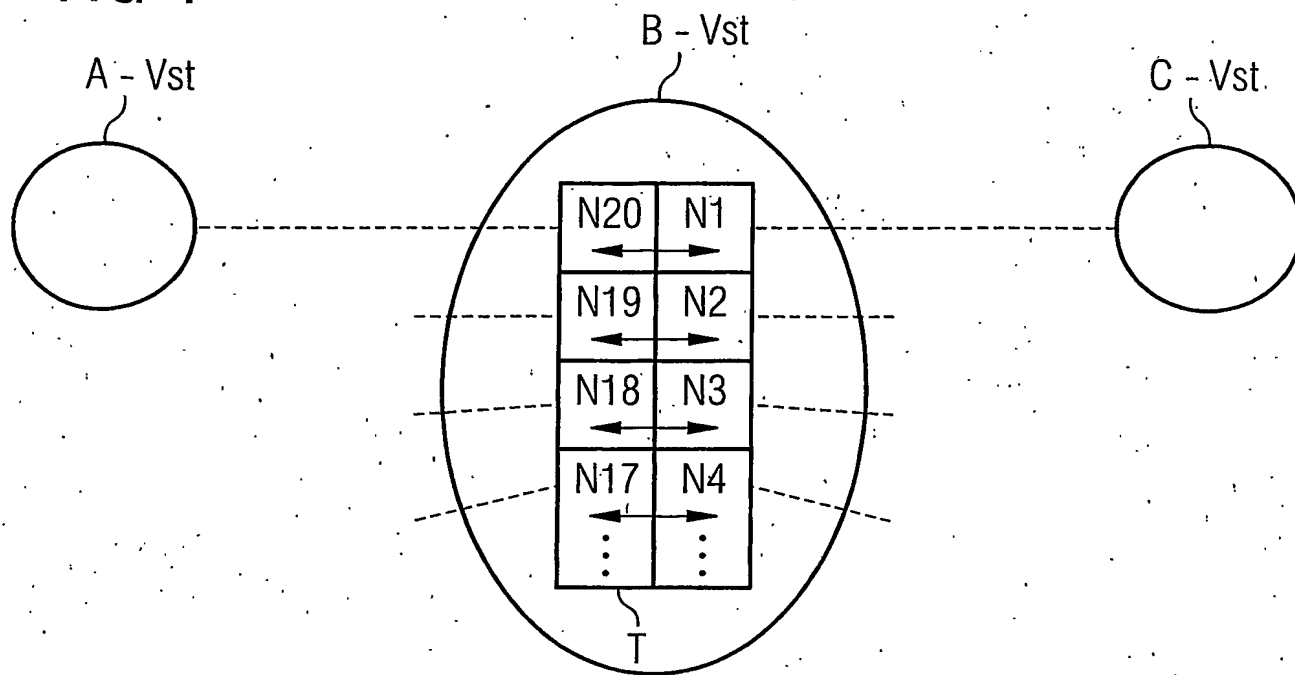 B - Vst
A - Vst
C - Vst
N20 N1
N19 N2
N18 N3
N17 N4
T